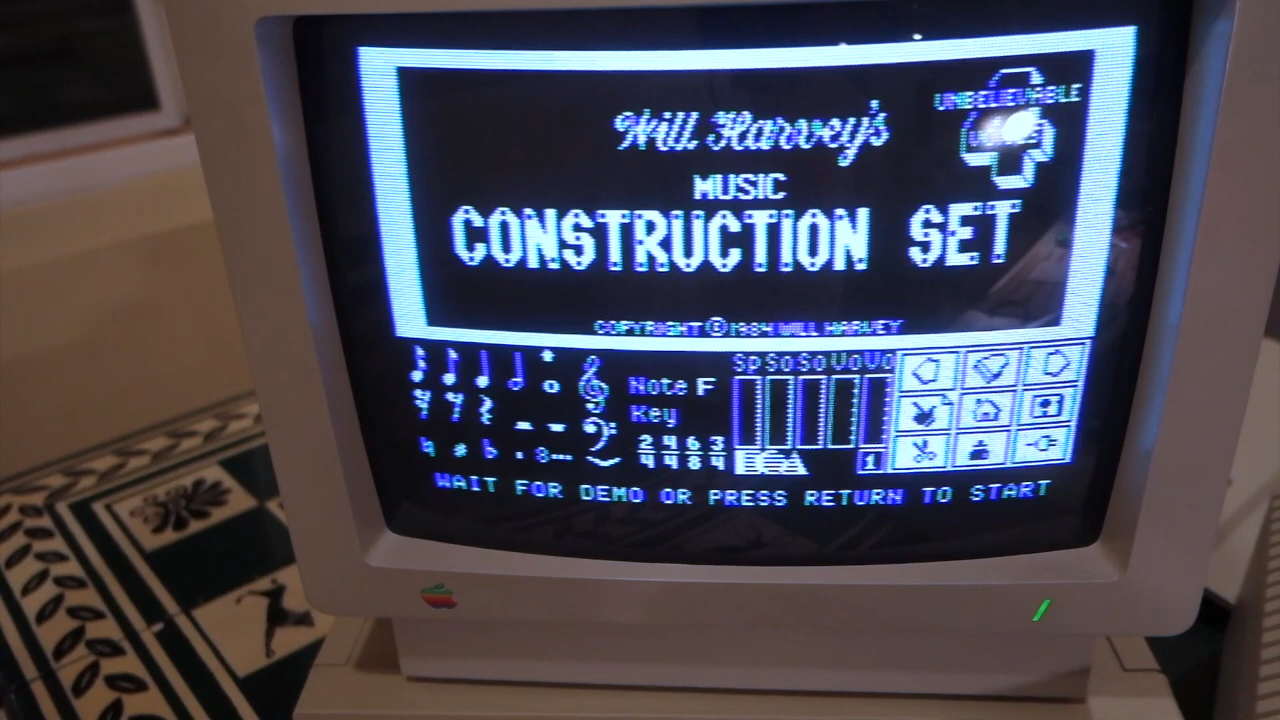 Will Harvey's
UNBELIEVABLE
MUSIC
CONSTRUCTION SET
COPYRIGHT © 1984 WILL HARVEY
Sp So So Vo Vo
Note F
Key
2 4 6 3
4 4 8 4
1
WAIT FOR DEMO OR PRESS RETURN TO START